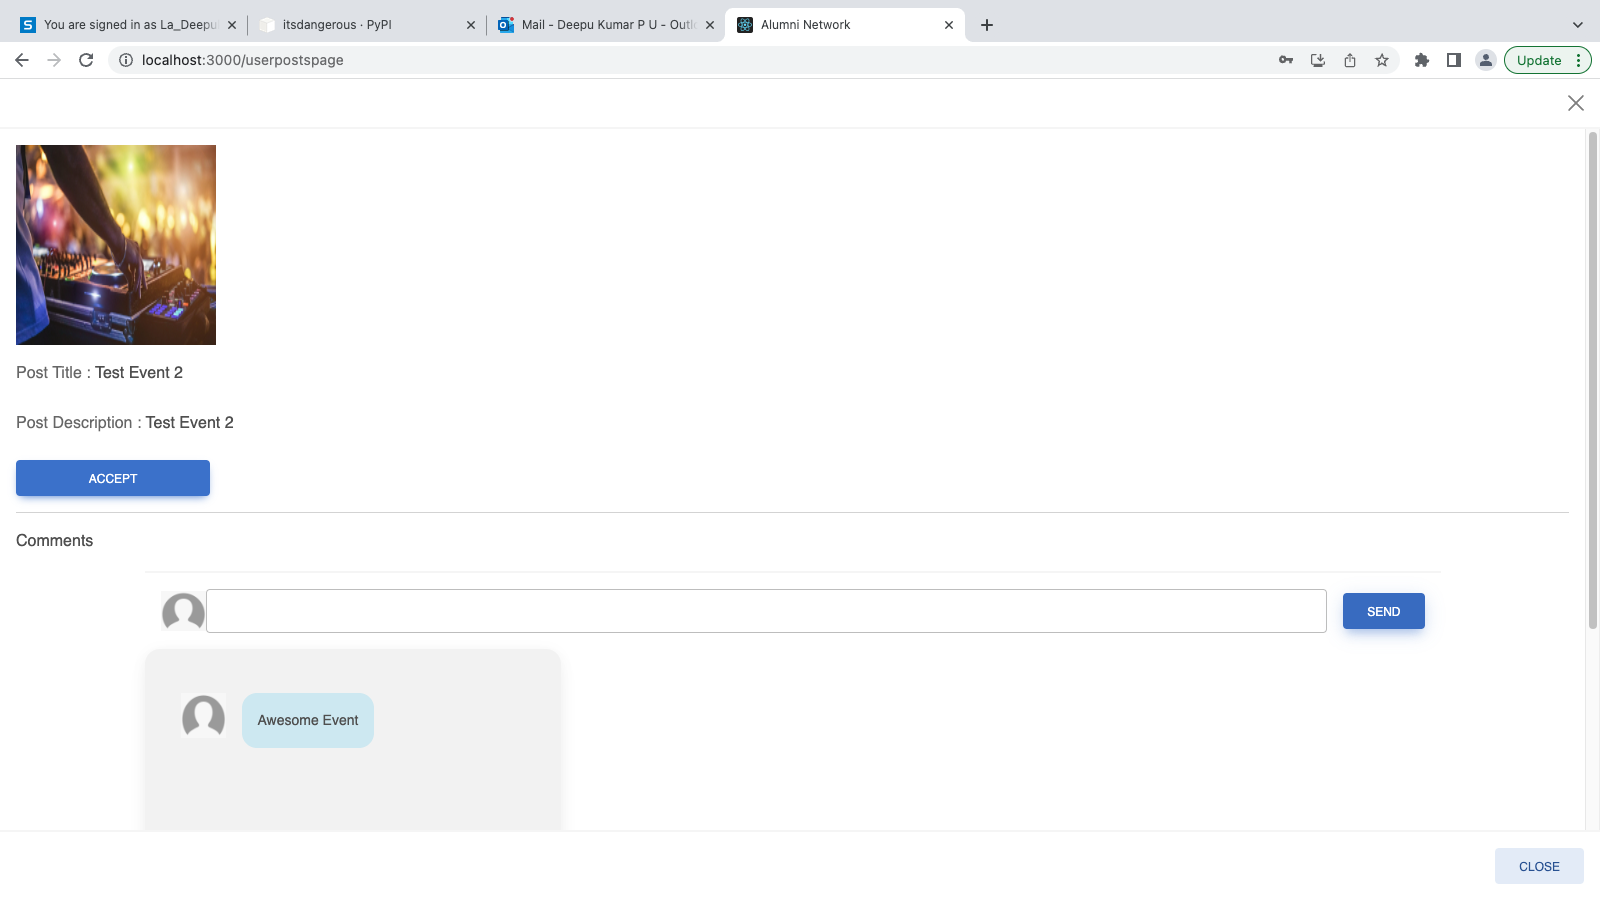 You are signed in as La_Deepu
itsdangerous · PyPI
Mail - Deepu Kumar P U - Outlo
Alumni Network
localhost:3000/userpostspage
Update
Post Title : Test Event 2
Post Description : Test Event 2
ACCEPT
Comments
SEND
Awesome Event
CLOSE